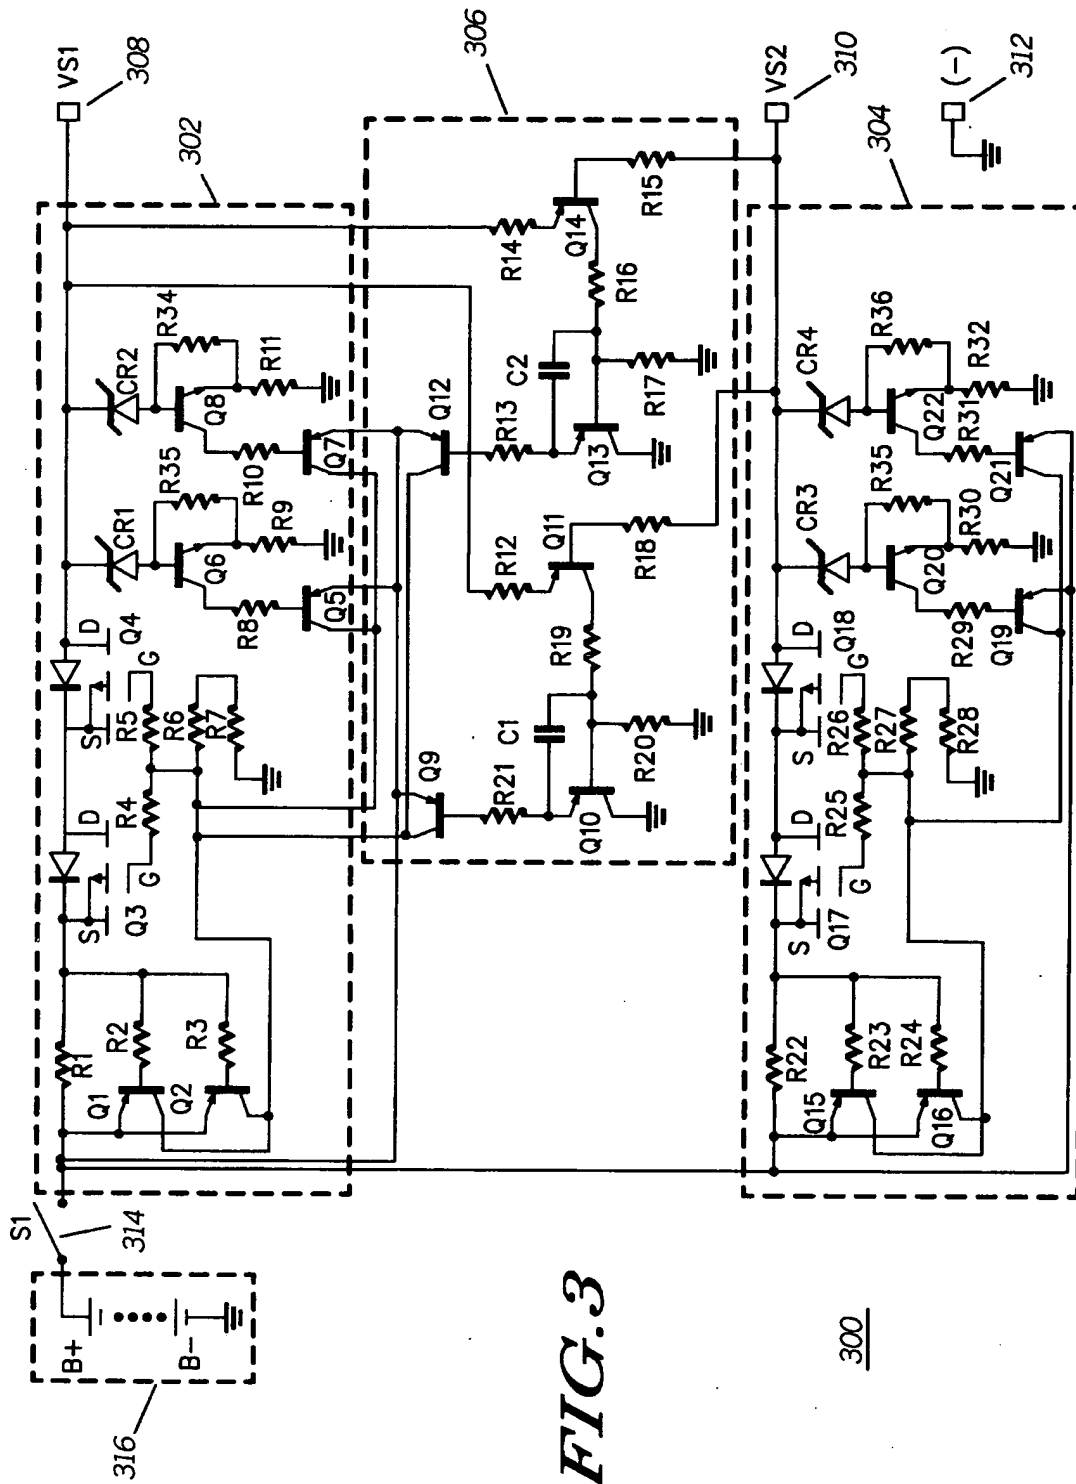 S1
314
316
B+
B-
302
VS1
308
R1
Q1
R2
Q2
R3
S
Q3
G
D
R4
S
R5
G
D
Q4
R6
R7
CR1
R35
Q6
R9
R8
Q5
CR2
R34
Q8
R11
R10
Q7
306
Q9
R21
C1
Q10
R20
R19
R12
Q11
R18
Q12
R13
C2
Q13
R17
R16
R14
Q14
R15
VS2
310
(-)
312
304
R22
Q15
R23
Q16
R24
S
Q17
G
D
R25
S
R26
G
D
Q18
R27
R28
CR3
R35
Q20
R30
R29
Q19
CR4
R36
Q22
R32
R31
Q21
FIG.3
300